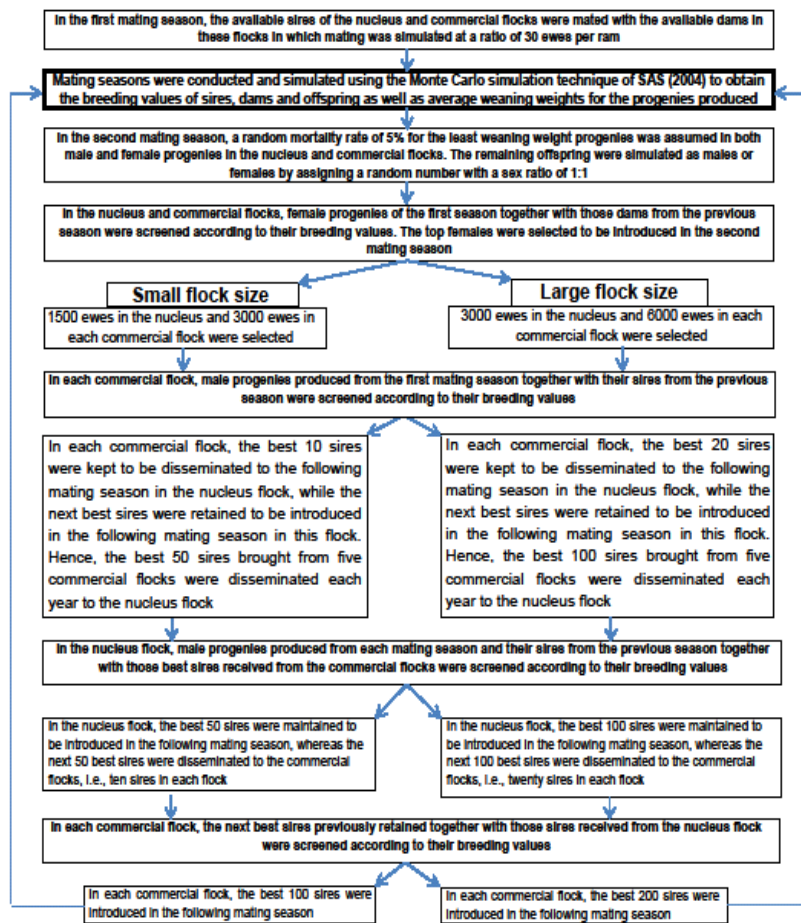 In the first mating season, the available sires of the nucleus and commercial flocks were mated with the available dams in
these flocks in which mating was simulated at a ratio of 30 ewes per ram
Mating seasons were conducted and simulated using the Monte Carlo simulation technique of SAS (2004) to obtain
the breeding values of sires, dams and offspring as well as average weaning weights for the progenies produced
In the second mating season, a random mortality rate of 5% for the least weaning weight progenies was assumed in both
male and female progenies in the nucleus and commercial flocks. The remaining offspring were simulated as males or
females by assigning a random number with a sex ratio of 1:1
In the nucleus and commercial flocks, female progenies of the first season together with those dams from the previous
season were screened according to their breeding values. The top females were selected to be introduced in the second
mating season
Small flock size
1500 ewes in the nucleus and 3000 ewes in
each commercial flock were selected
Large flock size
3000 ewes in the nucleus and 6000 ewes in each
commercial flock were selected
In each commercial flock, male progenies produced from the first mating season together with their sires from the previous
season were screened according to their breeding values
In each commercial flock, the best 10 sires
were kept to be disseminated to the following
mating season in the nucleus flock, while the
next best sires were retained to be introduced
in the following mating season in this flock.
Hence, the best 50 sires brought from five
commercial flocks were disseminated each
year to the nucleus flock
In each commercial flock, the best 20 sires
were kept to be disseminated to the following
mating season in the nucleus flock, while the
next best sires were retained to be introduced
in the following mating season in this flock.
Hence, the best 100 sires brought from five
commercial flocks were disseminated each
year to the nucleus flock
In the nucleus flock, male progenies produced from each mating season and their sires from the previous season together
with those best sires received from the commercial flocks were screened according to their breeding values
In the nucleus flock, the best 50 sires were maintained to
be introduced in the following mating season, whereas the
next 50 best sires were disseminated to the commercial
flocks, i.e., ten sires in each flock
In the nucleus flock, the best 100 sires were maintained to
be introduced in the following mating season, whereas the
next 100 best sires were disseminated to the commercial
flocks, i.e., twenty sires in each flock
In each commercial flock, the next best sires previously retained together with those sires received from the nucleus flock
were screened according to their breeding values
In each commercial flock, the best 100 sires were
introduced in the following mating season
In each commercial flock, the best 200 sires were
introduced in the following mating season